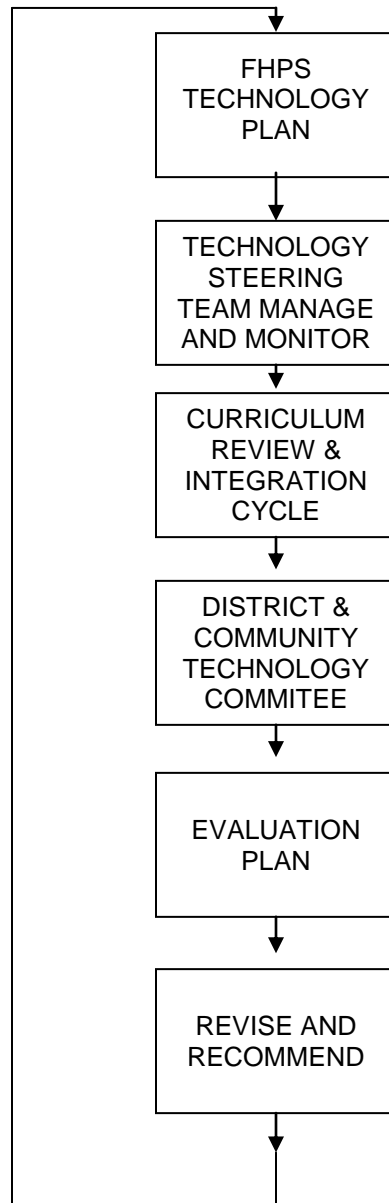 FHPS
TECHNOLOGY
PLAN
TECHNOLOGY
STEERING
TEAM MANAGE
AND MONITOR
CURRICULUM
REVIEW &
INTEGRATION
CYCLE
DISTRICT &
COMMUNITY
TECHNOLOGY
COMMITEE
EVALUATION
PLAN
REVISE AND
RECOMMEND